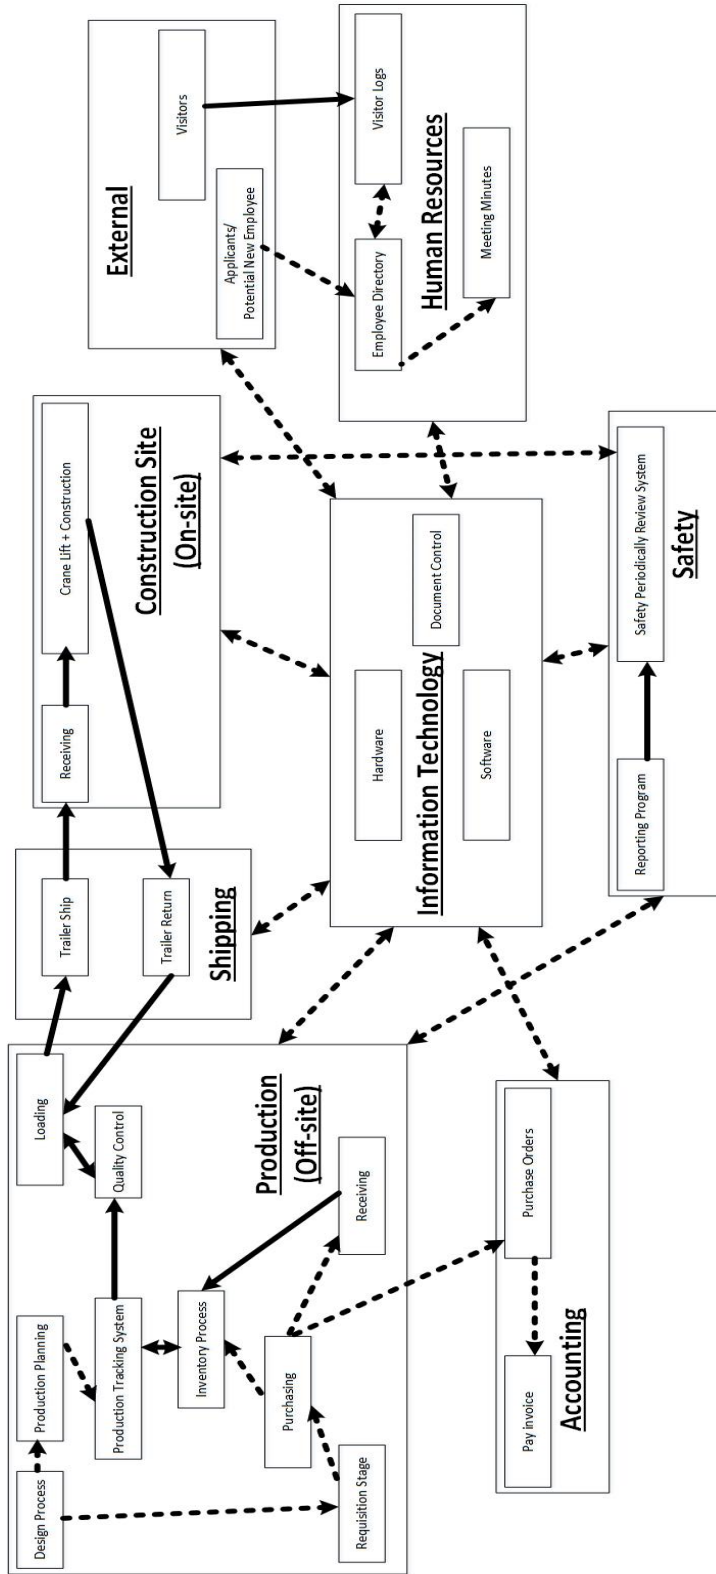 Design Process
Production Planning
Production Tracking System
Quality Control
Loading
Inventory Process
Purchasing
Requisition Stage
Receiving
Production
(Off-site)
Trailer Ship
Trailer Return
Shipping
Receiving
Crane Lift + Construction
Construction Site
(On-site)
External
Visitors
Applicants/
Potential New Employee
Visitor Logs
Employee Directory
Human Resources
Meeting Minutes
Hardware
Document Control
Information Technology
Software
Purchase Orders
Pay invoice
Accounting
Reporting Program
Safety Periodically Review System
Safety